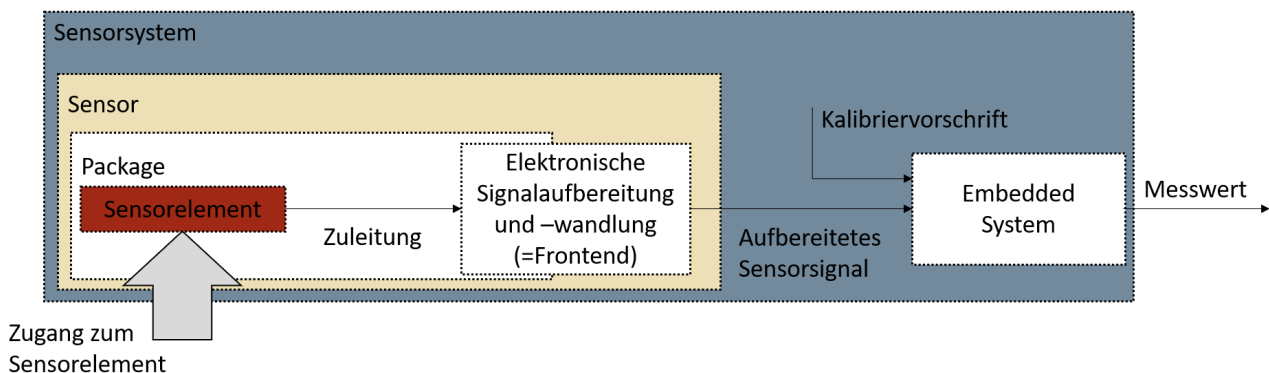 Sensorsystem
Sensor
Package
Sensorelement
Zuleitung
Elektronische
Signalaufbereitung
und –wandlung
(=Frontend)
Aufbereitetes
Sensorsignal
Kalibriervorschrift
Embedded
System
Messwert
Zugang zum
Sensorelement